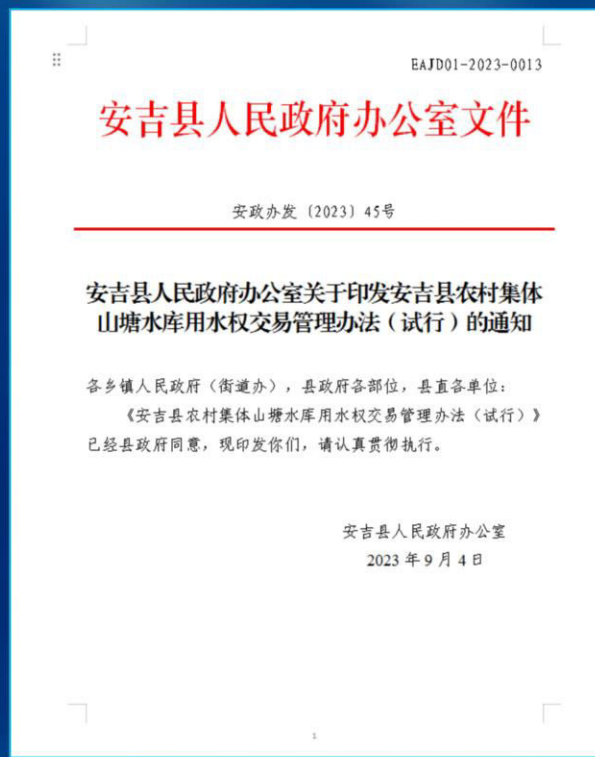 EAJD01-2023-0013
安吉县人民政府办公室文件
安政办发〔2023〕45号
安吉县人民政府办公室关于印发安吉县农村集体
山塘水库用水权交易管理办法（试行）的通知
各乡镇人民政府（街道办），县政府各部位，县直各单位：
《安吉县农村集体山塘水库用水权交易管理办法（试行）》
已经县政府同意，现印发你们，请认真贯彻执行。
安吉县人民政府办公室
2023 年 9 月 4 日
1